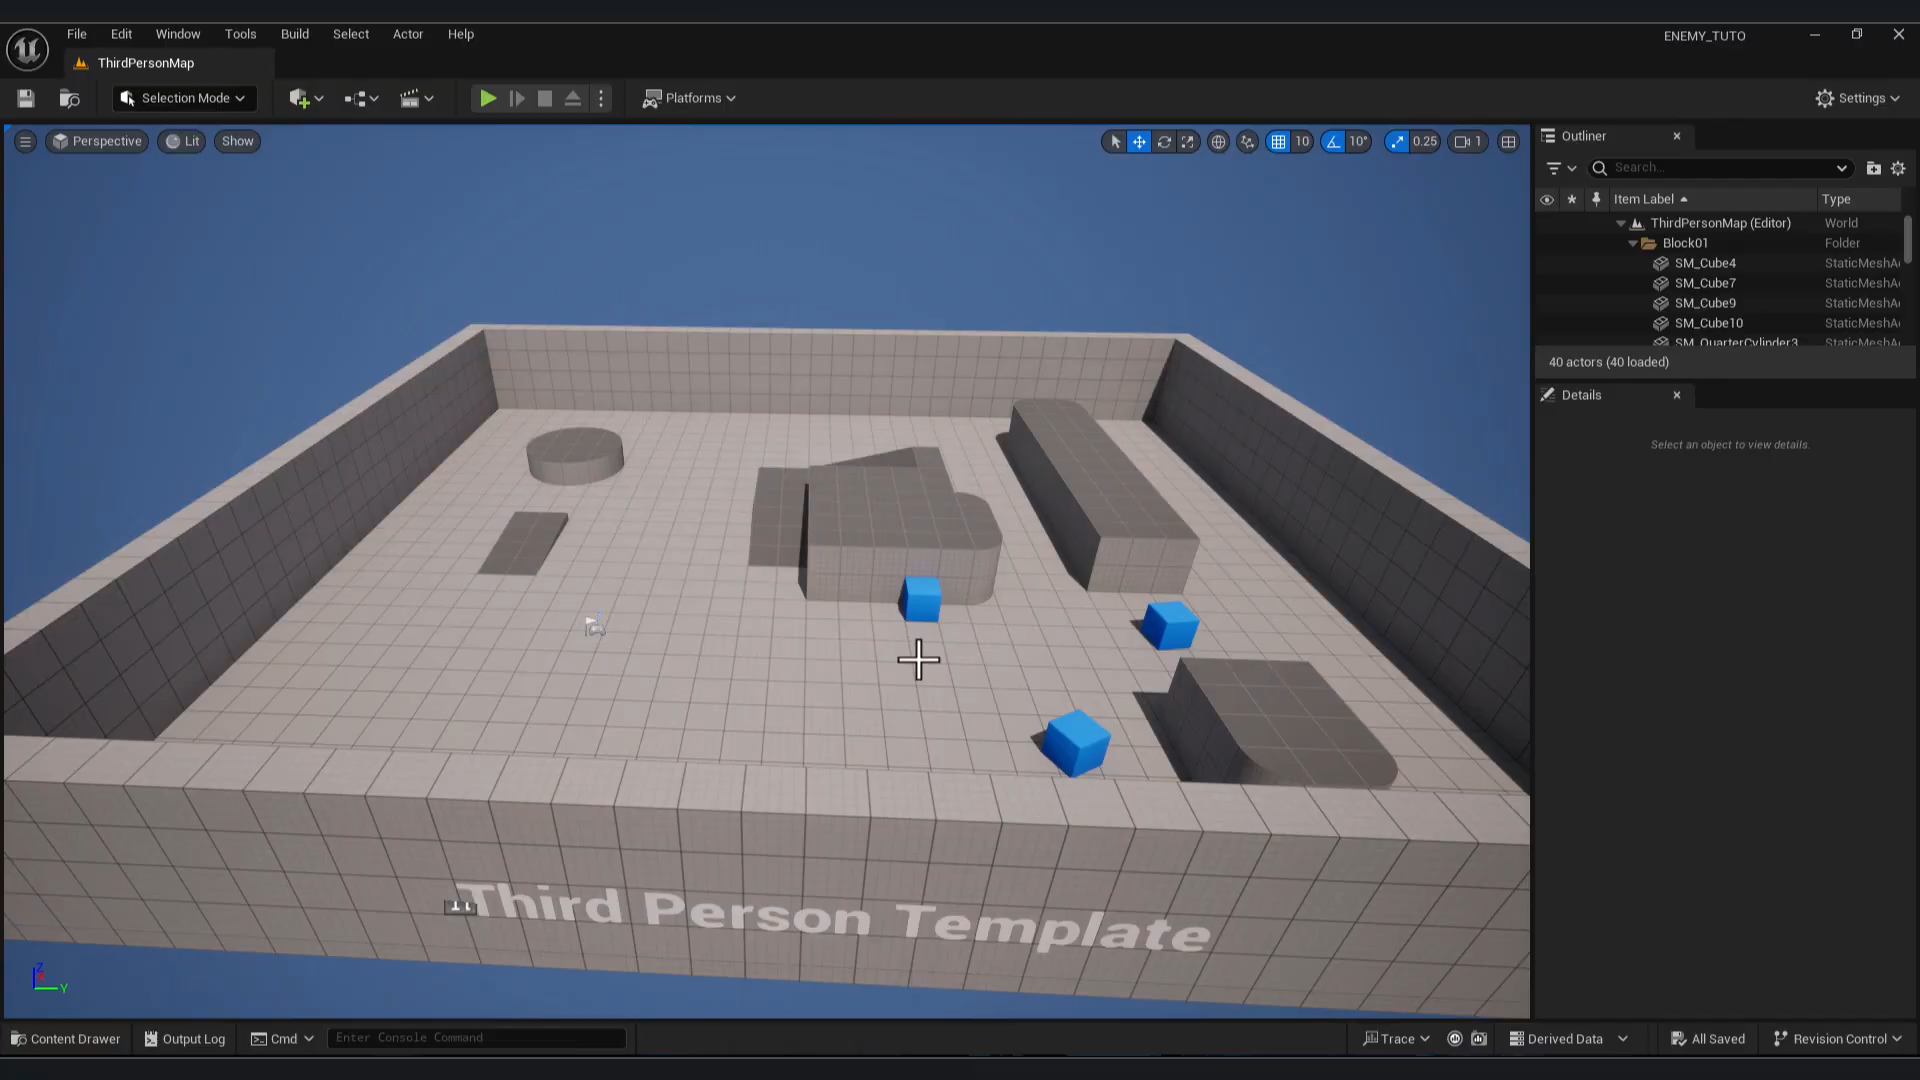 File Edit Window Tools Build Select Actor Help
ENEMY_TUTO
ThirdPersonMap
Selection Mode
Platforms
Settings
Perspective Lit Show
10 10° 0.25 1
Outliner
Search...
Item Label Type
ThirdPersonMap (Editor) World
Block01 Folder
SM_Cube4 StaticMeshA
SM_Cube7 StaticMeshA
SM_Cube9 StaticMeshA
SM_Cube10 StaticMeshA
SM_QuarterCylinder3 StaticMeshA
40 actors (40 loaded)
Details
Select an object to view details.
Third Person Template
Z
Y
Content Drawer Output Log Cmd Enter Console Command Trace Derived Data All Saved Revision Control